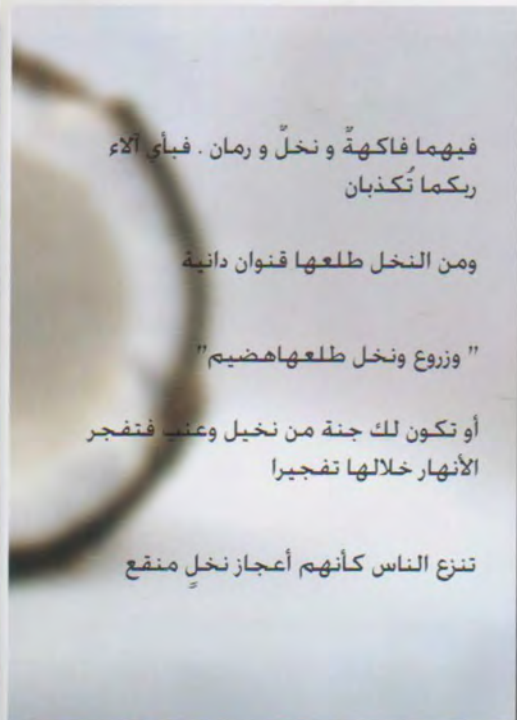 فيهما فاكهةٌ و نخلٌ و رمان . فبأي آلاء
ربكما تُكذبان
ومن النخل طلعها قنوان دانية
" وزروع ونخل طلعهاهضيم"
أو تكون لك جنة من نخيل وعنب فتفجر
الأنهار خلالها تفجيرا
تنزع الناس كأنهم أعجاز نخلٍ منقع